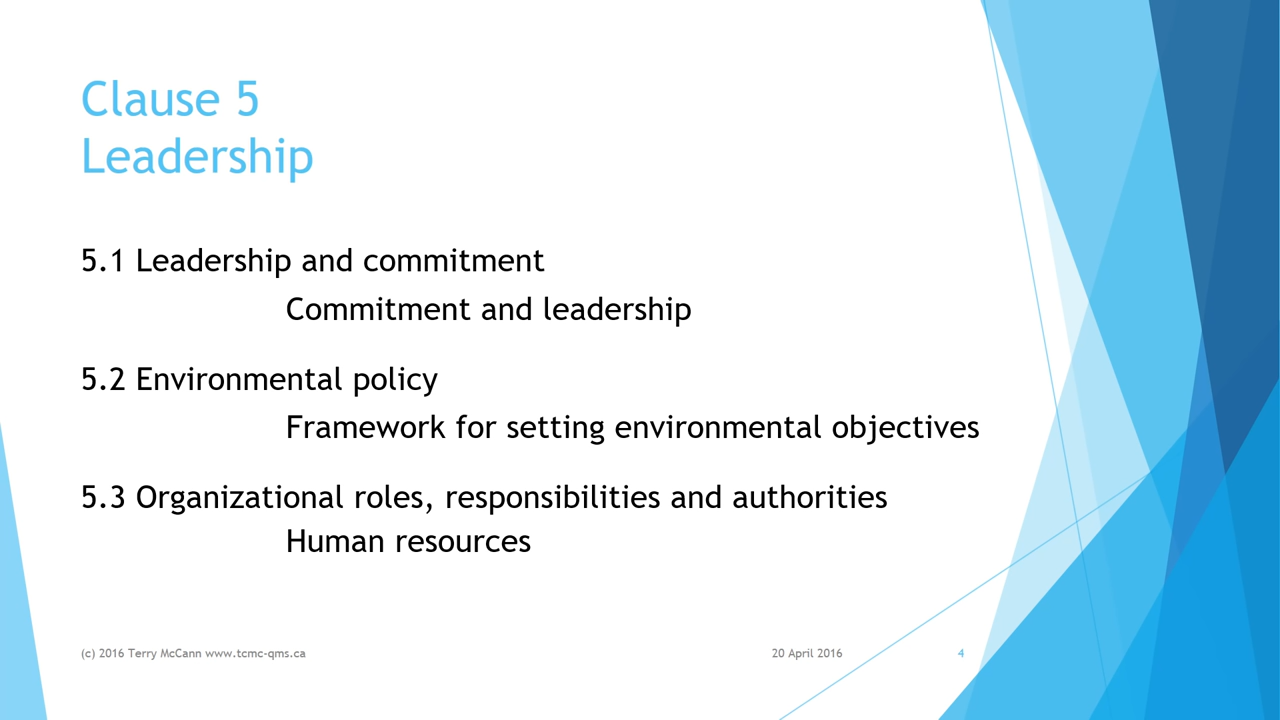 Clause 5
Leadership
5.1 Leadership and commitment
Commitment and leadership
5.2 Environmental policy
Framework for setting environmental objectives
5.3 Organizational roles, responsibilities and authorities
Human resources
(c) 2016 Terry McCann www.tcmc-qms.ca 20 April 2016 4